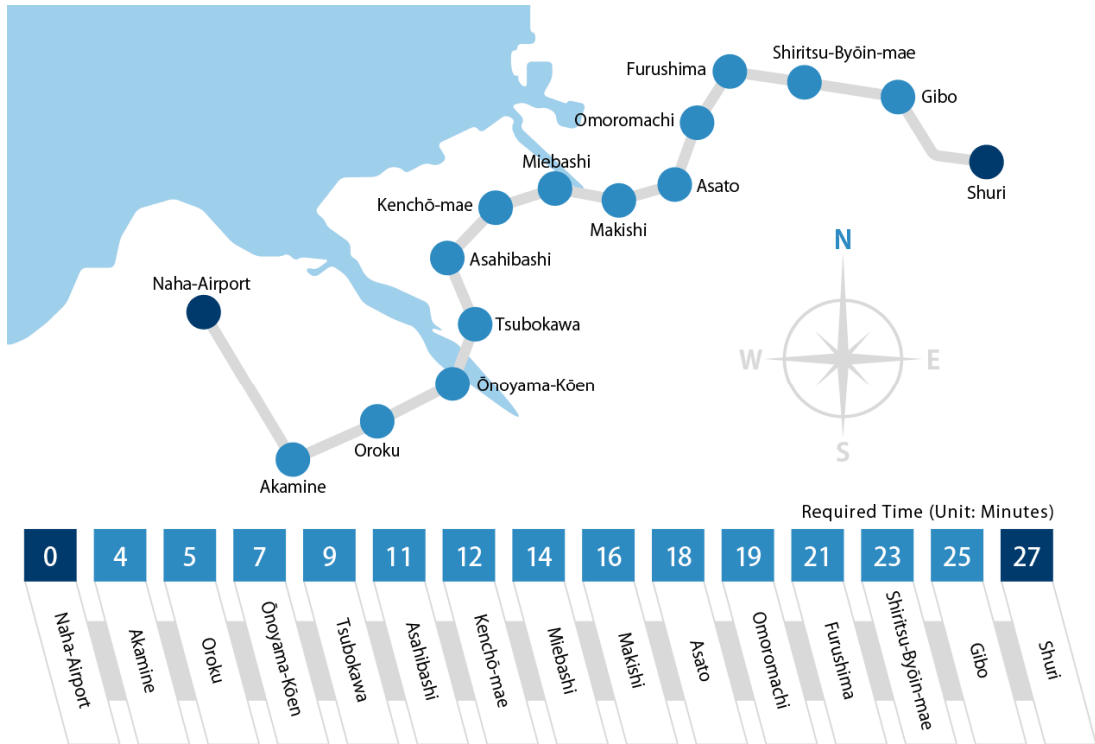 Shiritsu-Byōin-mae
Furushima
Gibo
Omoromachi
Miebashi
Asato
Shuri
Kenchō-mae
Makishi
N
Asahibashi
Naha-Airport
Tsubokawa
W
E
Ōnoyama-Kōen
Oroku
S
Akamine
Required Time (Unit: Minutes)
0 4 5 7 9 11 12 14 16 18 19 21 23 25 27
Naha-Airport
Akamine
Oroku
Ōnoyama-Kōen
Tsubokawa
Asahibashi
Kenchō-mae
Miebashi
Makishi
Asato
Omoromachi
Furushima
Shiritsu-Byōin-mae
Gibo
Shuri